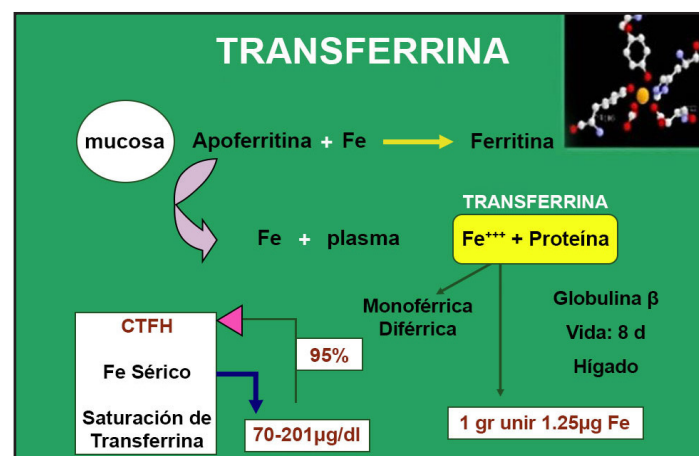 TRANSFERRINA
mucosa
Apoferritina + Fe
Ferritina
Fe + plasma
TRANSFERRINA
Fe+++ + Proteína
Monoférrica
Diférrica
Globulina β
Vida: 8 d
Hígado
CTFH
Fe Sérico
Saturación de
Transferrina
95%
70-201µg/dl
1 gr unir 1.25µg Fe